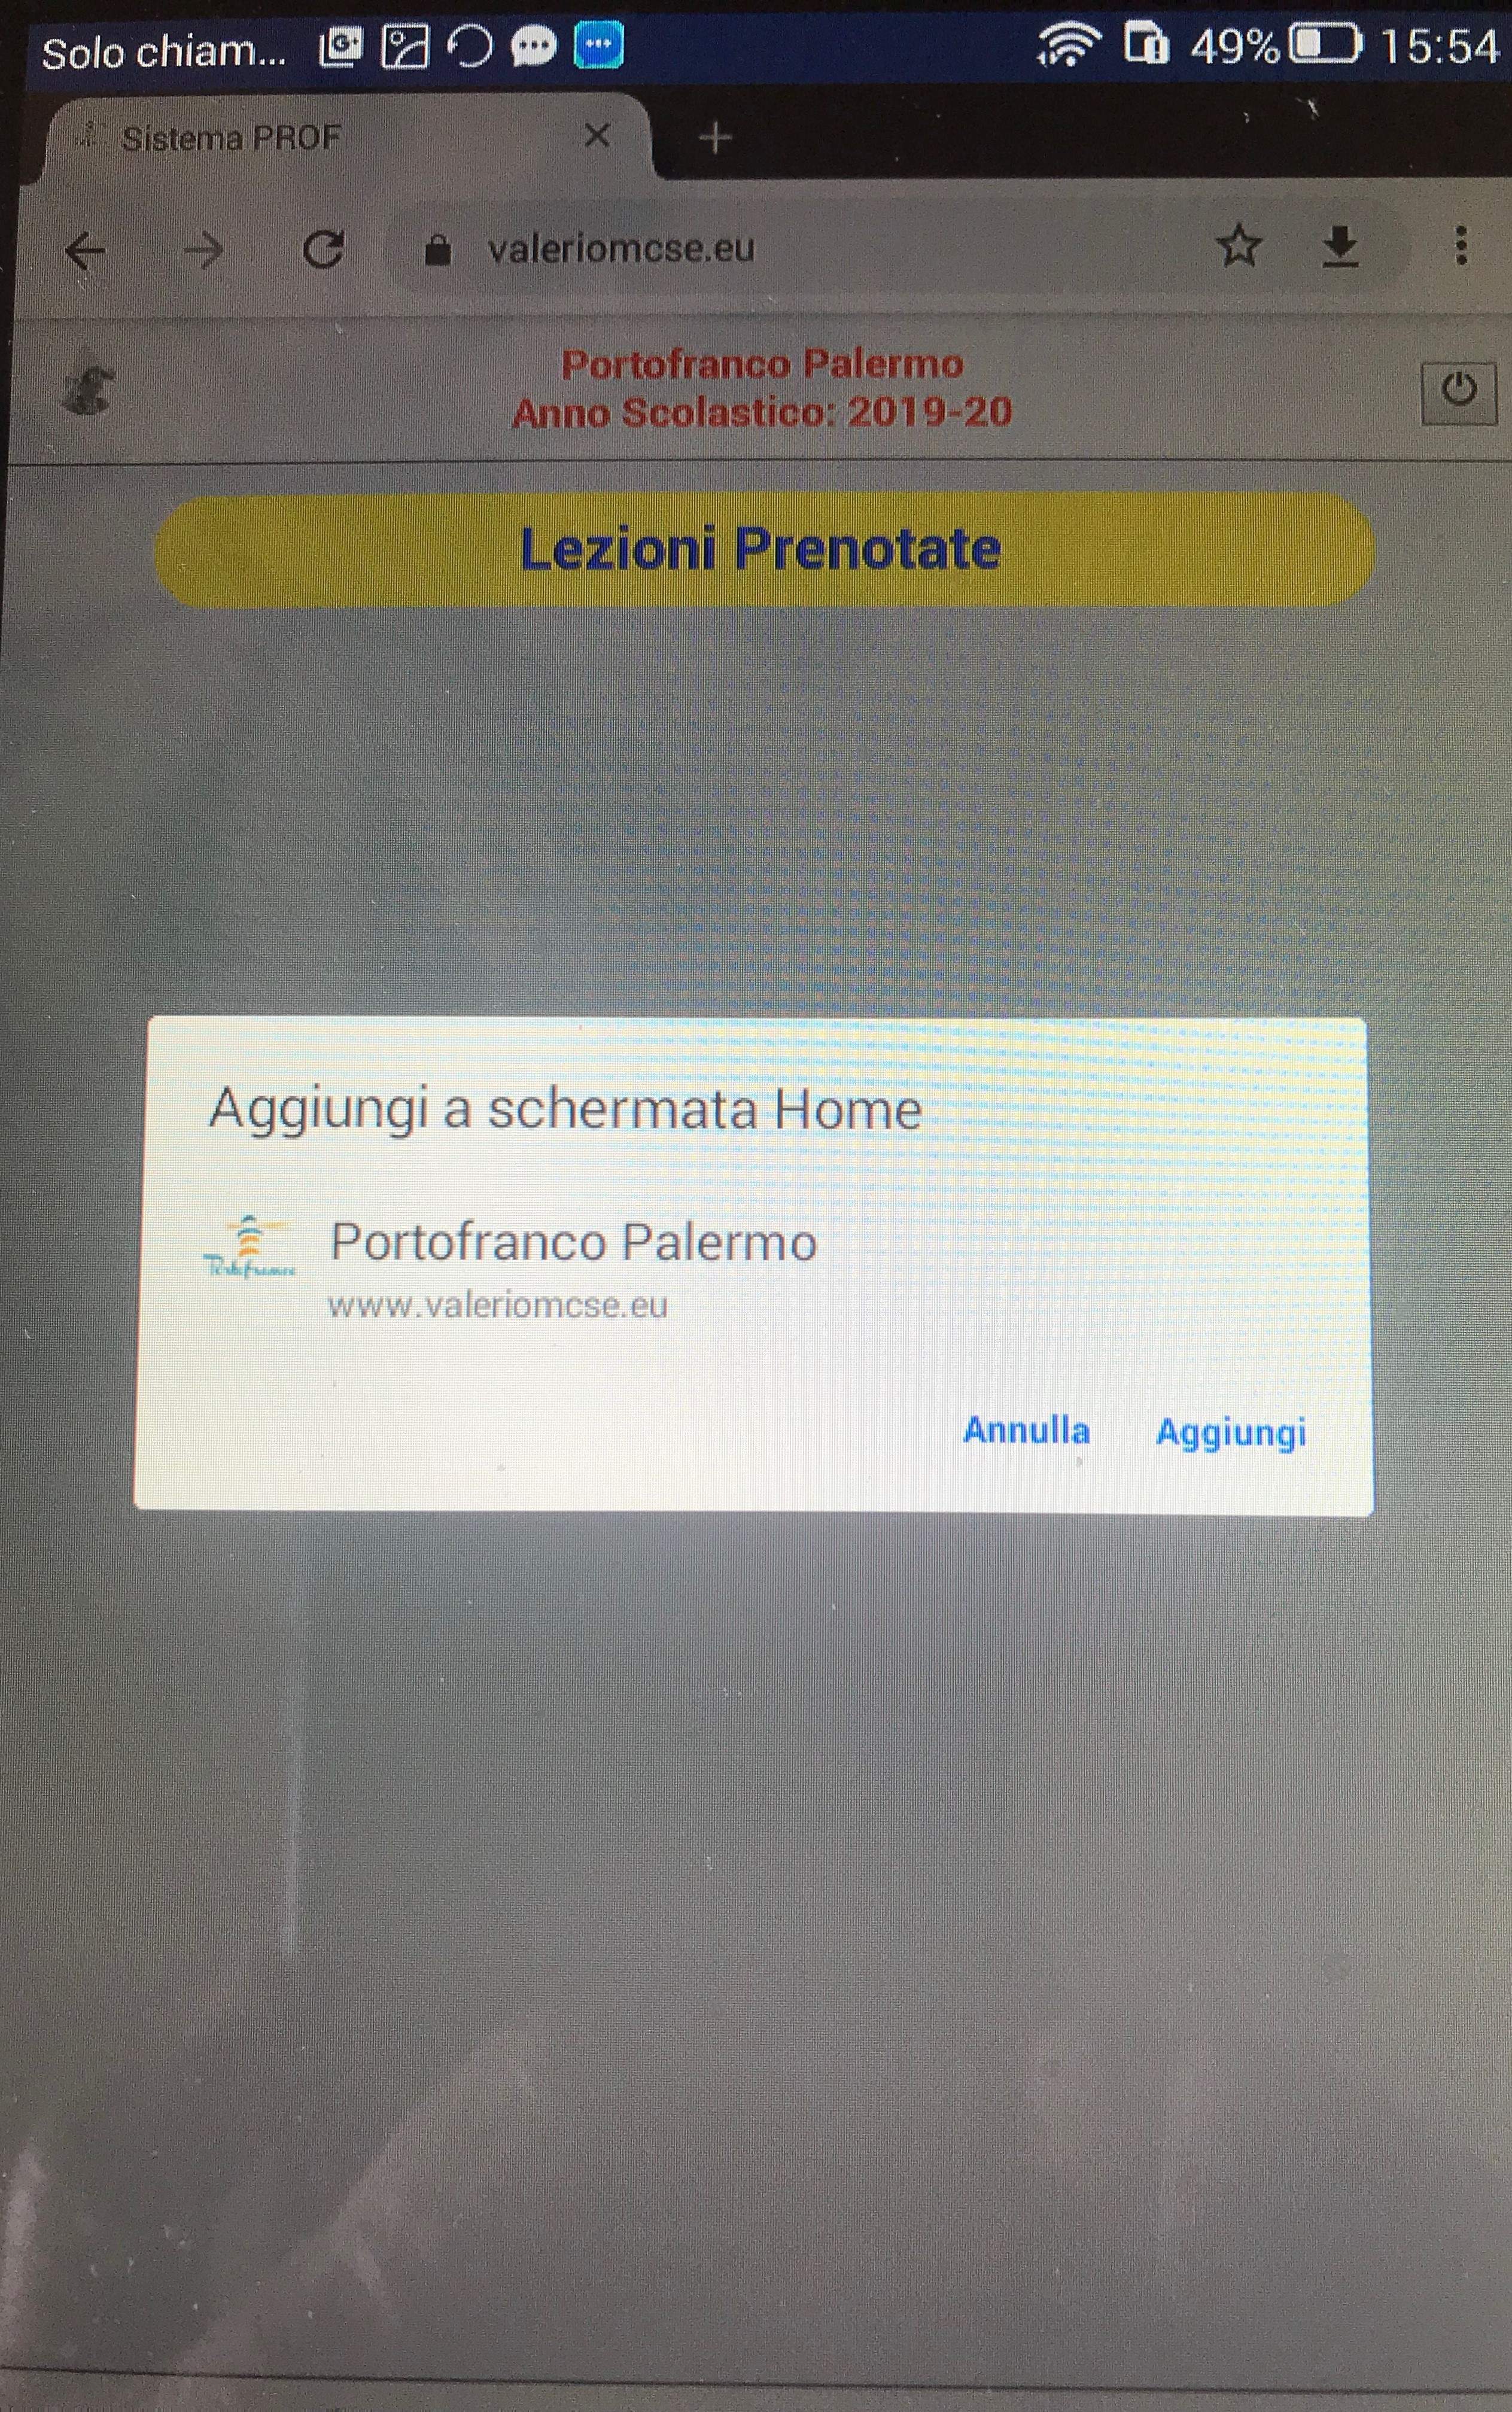 Solo chiam... 49% 15:54
Sistema PROF
valeriomcse.eu
Portofranco Palermo
Anno Scolastico: 2019-20
Lezioni Prenotate
Aggiungi a schermata Home
Portofranco Palermo
Portofranco
www.valeriomcse.eu
Annulla Aggiungi